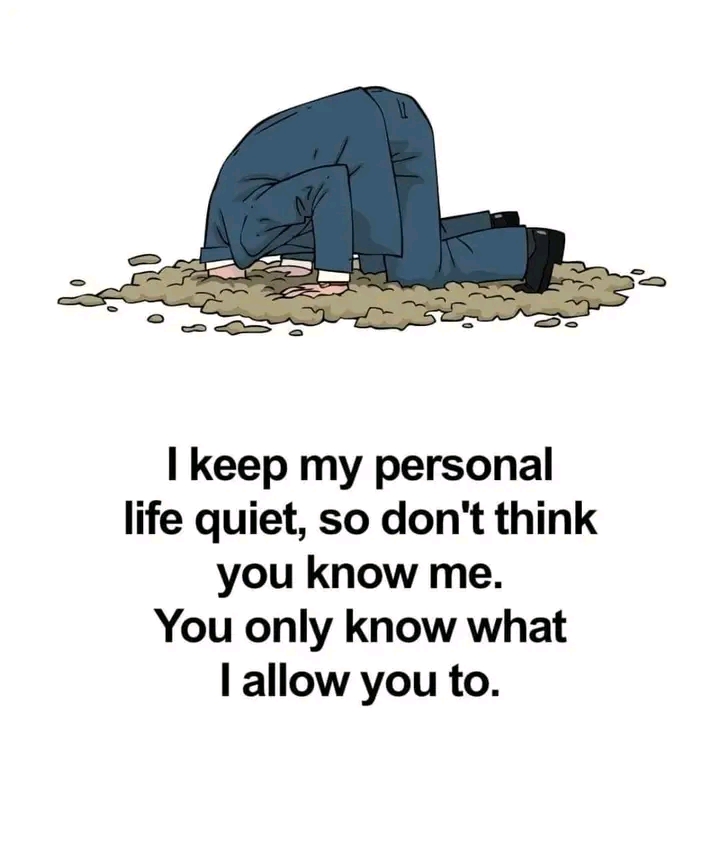 I keep my personal
life quiet, so don't think
you know me.
You only know what
I allow you to.